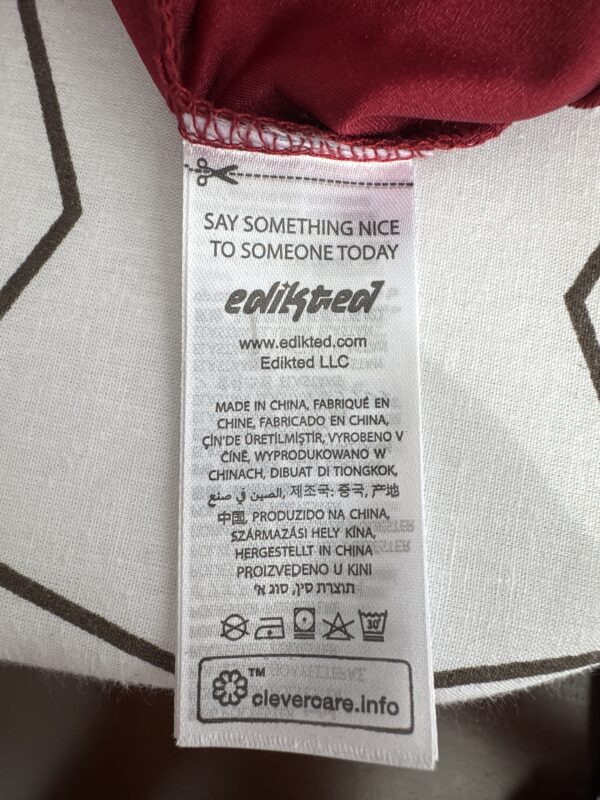 SAY SOMETHING NICE
TO SOMEONE TODAY
edikted
www.edikted.com
Edikted LLC
MADE IN CHINA, FABRIQUÉ EN
CHINE, FABRICADO EN CHINA,
ÇİN'DE ÜRETİLMİŞTİR, VYROBENO V
ČÍNĚ, WYPRODUKOWANO W
CHINACH, DIBUAT DI TIONGKOK,
الصين في صنع, 제조국: 중국, 产地
中国, PRODUZIDO NA CHINA,
SZÁRMAZÁSI HELY KÍNA,
HERGESTELLT IN CHINA
PROIZVEDENO U KINI
תוצרת סין, סוג א'
30°
TM
clevercare.info